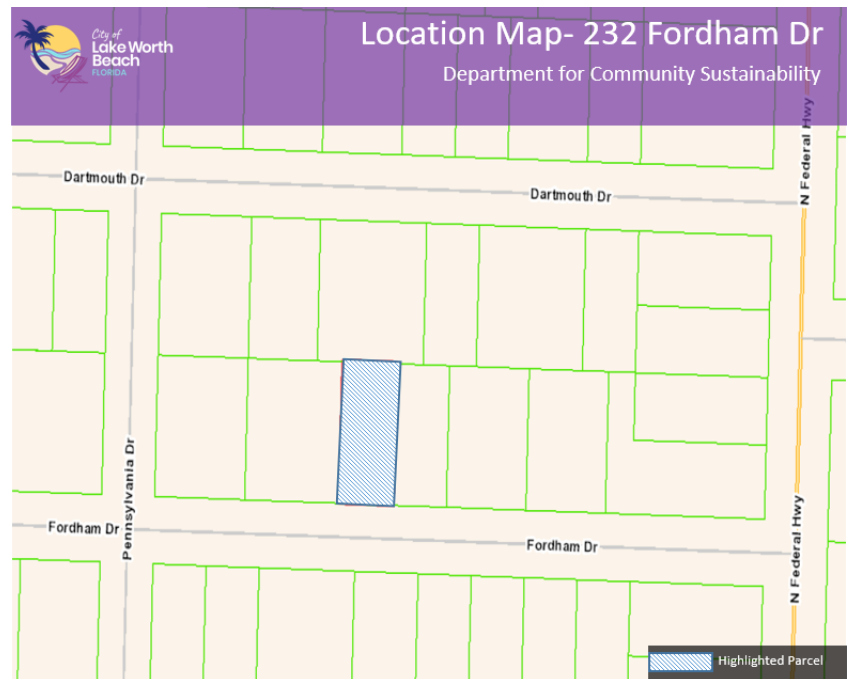 City of
Lake Worth
Beach
FLORIDA
Location Map- 232 Fordham Dr
Department for Community Sustainability
N Federal Hwy
Dartmouth Dr
Dartmouth Dr
Pennsylvania Dr
Fordham Dr
Fordham Dr
N Federal Hwy
Highlighted Parcel